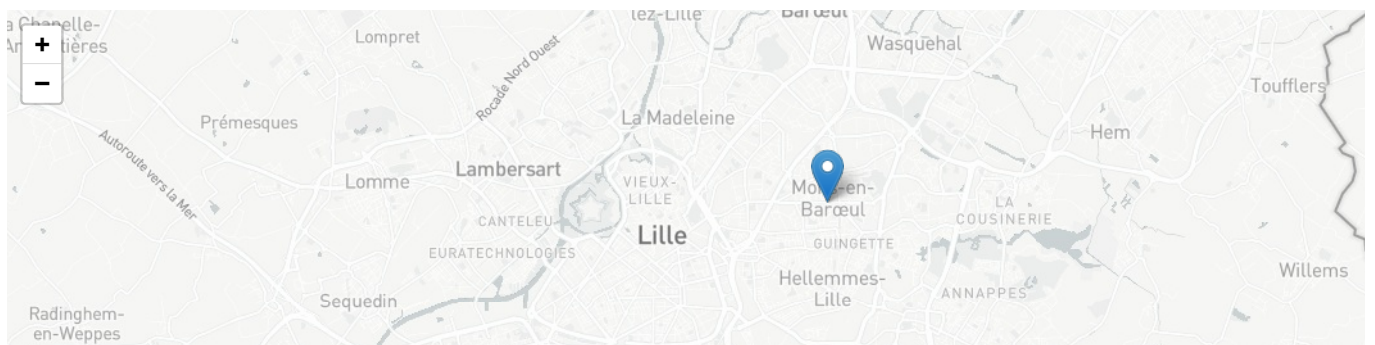 lez-Lille
Barœul
+
Lompret
Wasquehal
−
Rocade Nord Ouest
Toufflers
La Madeleine
Prémesques
Hem
Autoroute vers la Mer
Lambersart
Lomme
VIEUX-
LILLE
LA
COUSINERIE
Barœul
CANTELEU
Lille
GUINGETTE
EURATECHNOLOGIES
Hellemmes-
Lille
Willems
ANNAPPES
Sequedin
Radinghem-
en-Weppes